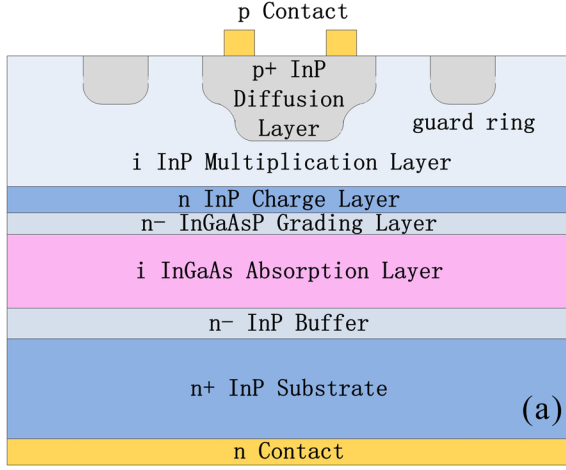 p Contact
p+ InP
Diffusion
Layer
guard ring
i InP Multiplication Layer
n InP Charge Layer
n- InGaAsP Grading Layer
i InGaAs Absorption Layer
n- InP Buffer
n+ InP Substrate
(a)
n Contact